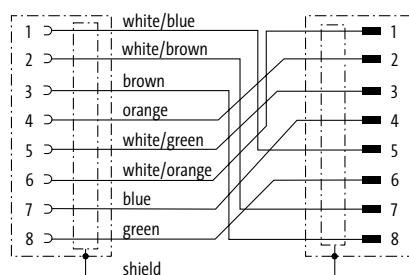 1 white/blue 1
2 white/brown 2
3 brown 3
4 orange 4
5 white/green 5
6 white/orange 6
7 blue 7
8 green 8
shield